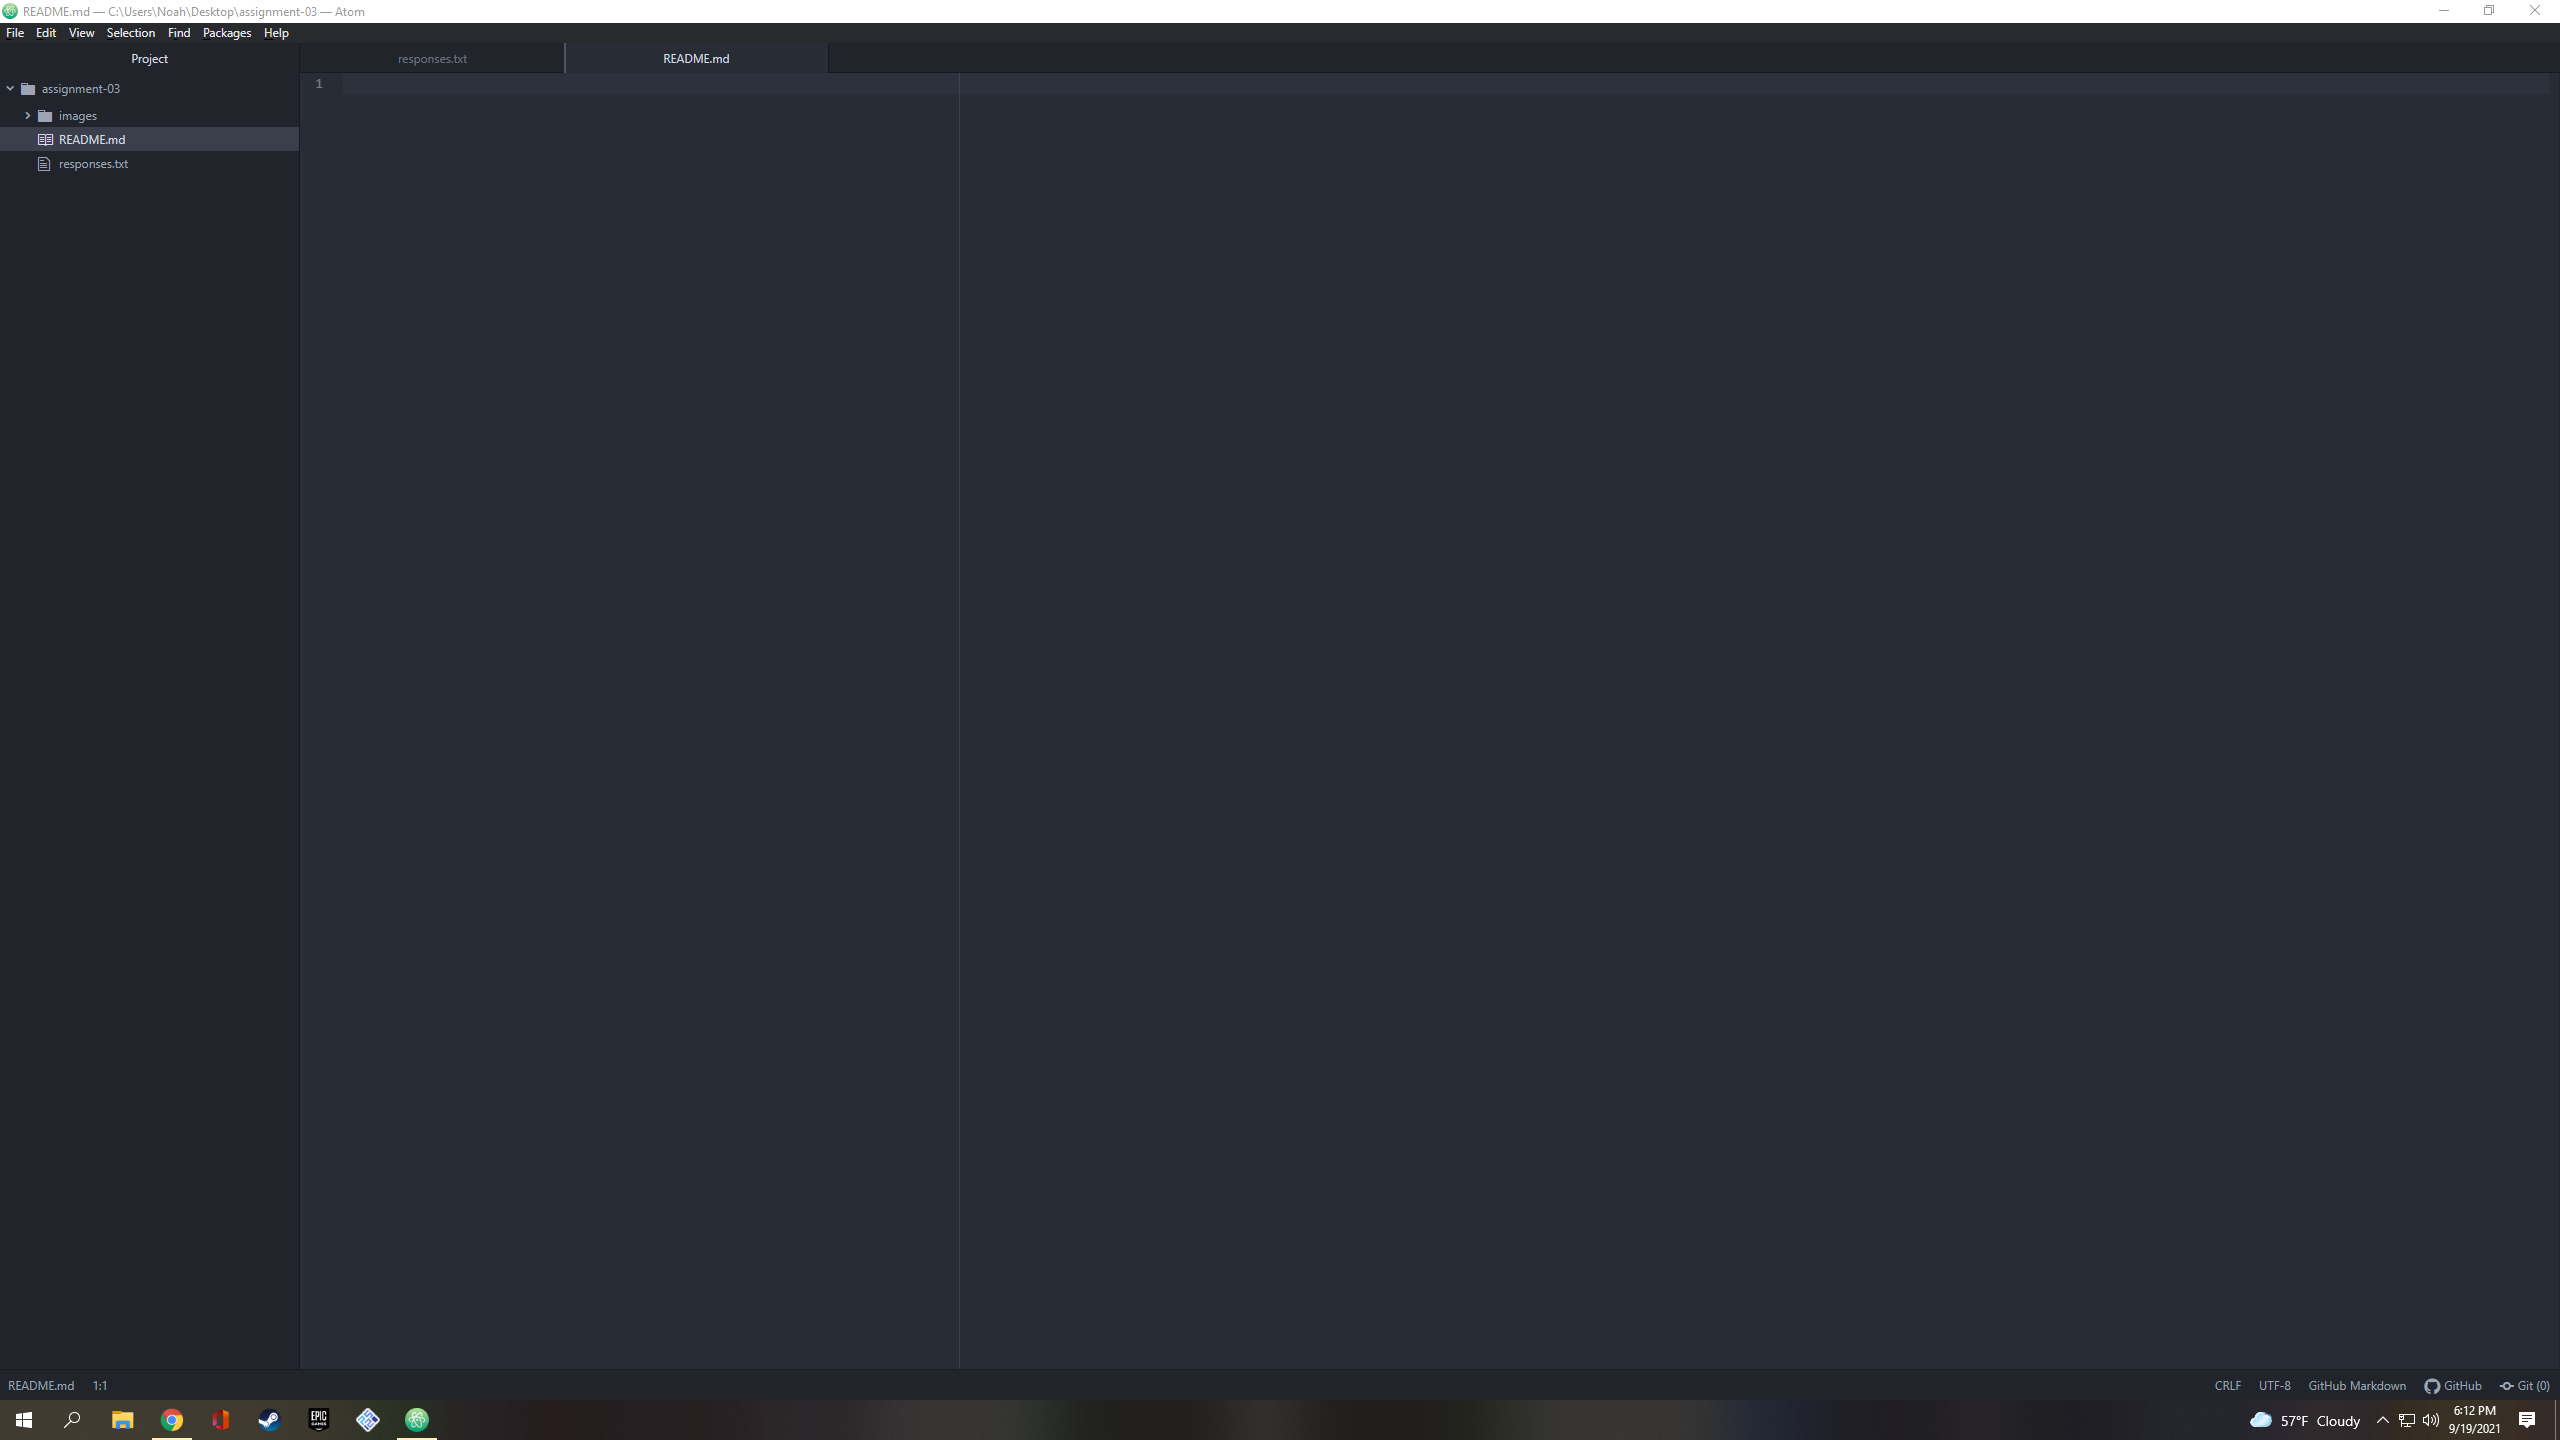 README.md — C:\Users\Noah\Desktop\assignment-03 — Atom
File Edit View Selection Find Packages Help
Project
responses.txt
README.md
assignment-03
images
README.md
responses.txt
1
README.md 1:1
CRLF UTF-8 GitHub Markdown GitHub Git (0)
EPIC
GAMES
57°F Cloudy
6:12 PM
9/19/2021